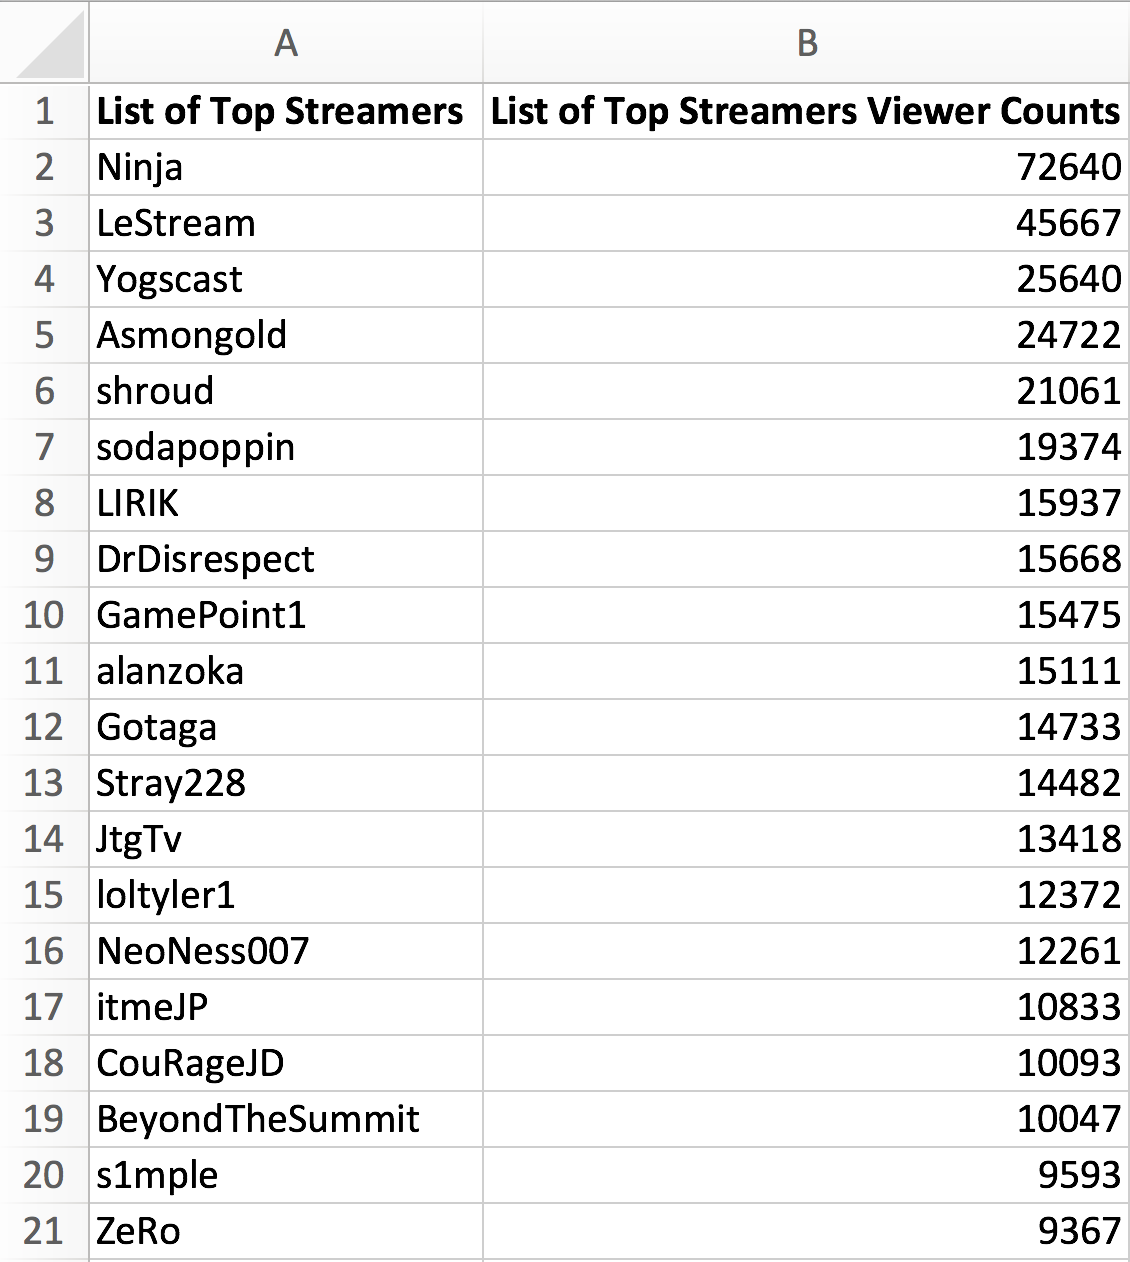 A B
1 List of Top Streamers List of Top Streamers Viewer Counts
2 Ninja 72640
3 LeStream 45667
4 Yogscast 25640
5 Asmongold 24722
6 shroud 21061
7 sodapoppin 19374
8 LIRIK 15937
9 DrDisrespect 15668
10 GamePoint1 15475
11 alanzoka 15111
12 Gotaga 14733
13 Stray228 14482
14 JtgTv 13418
15 loltyler1 12372
16 NeoNess007 12261
17 itmeJP 10833
18 CouRageJD 10093
19 BeyondTheSummit 10047
20 s1mple 9593
21 ZeRo 9367